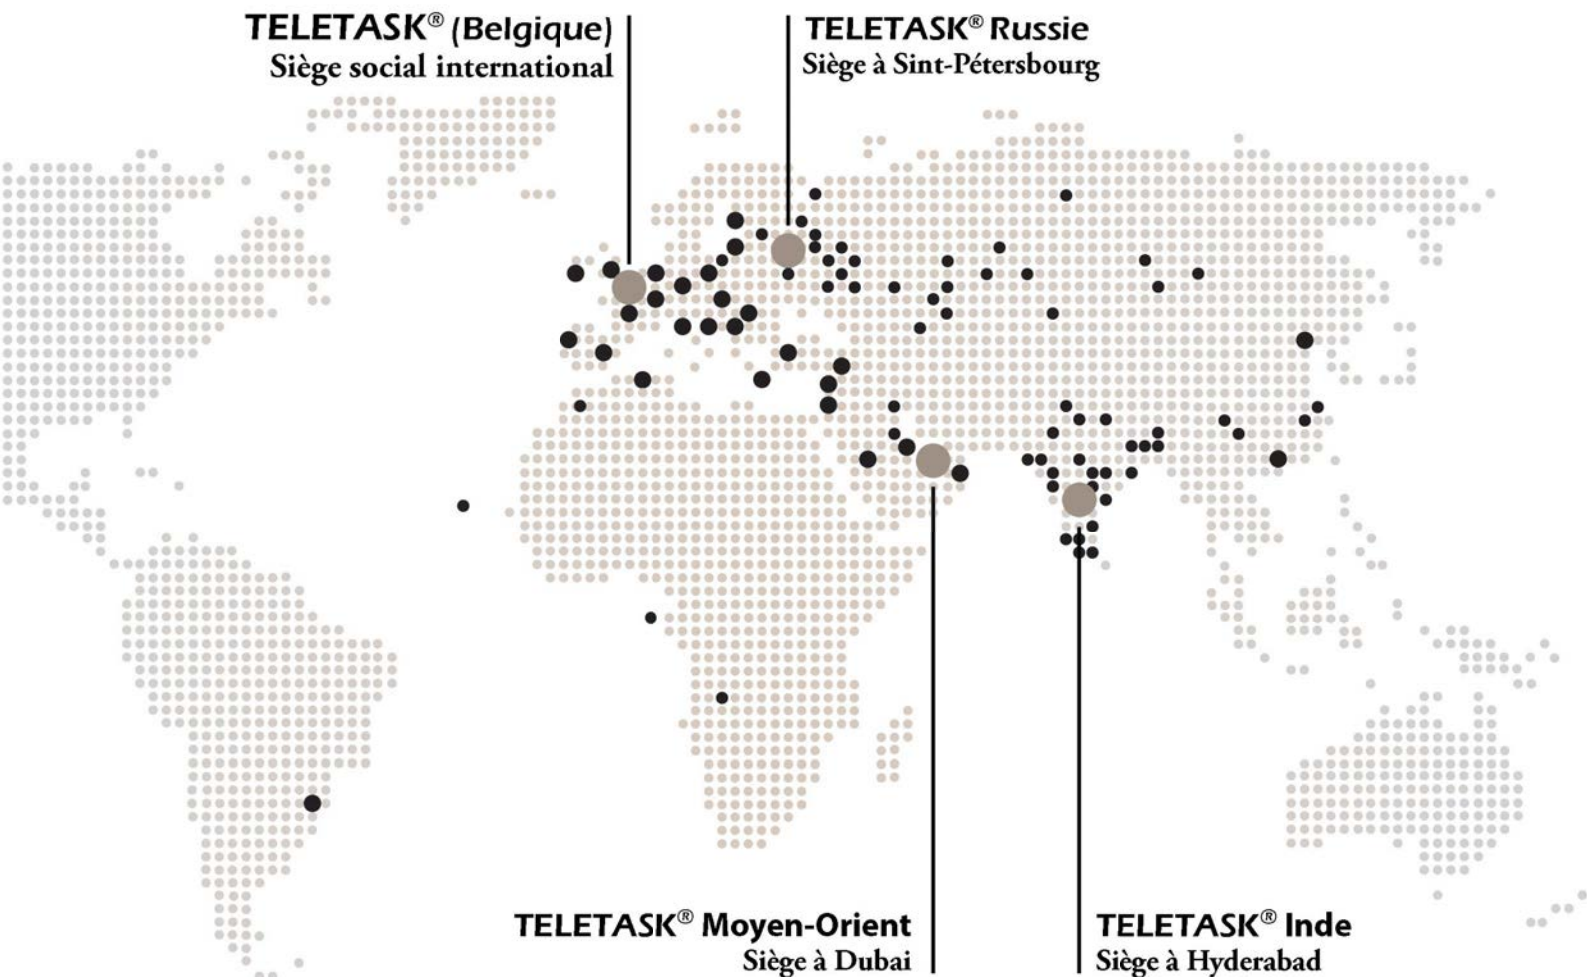 TELETASK® (Belgique)
Siège social international
TELETASK® Russie
Siège à Sint-Pétersbourg
TELETASK® Moyen-Orient
Siège à Dubai
TELETASK® Inde
Siège à Hyderabad